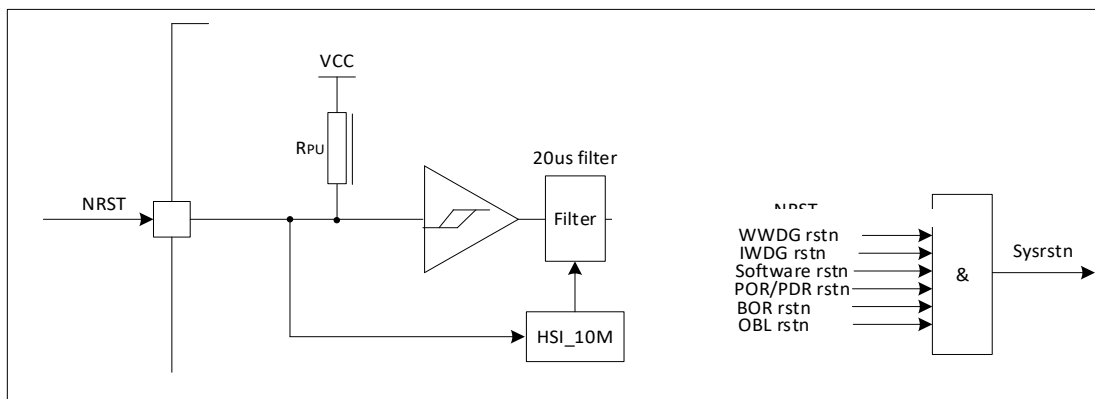 VCC
RPU
20us filter
NRST
Filter
HSI_10M
NRST
WWDG rstn
IWDG rstn
Software rstn
POR/PDR rstn
BOR rstn
OBL rstn
&
Sysrstn